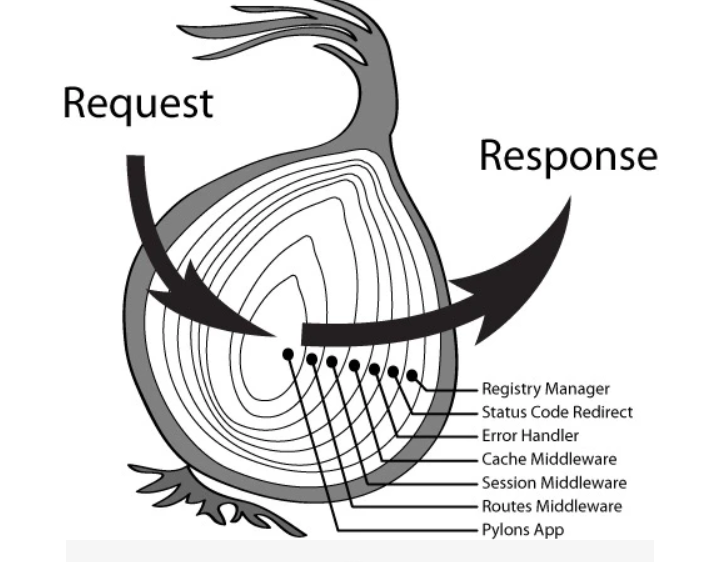 Request
Response
Registry Manager
Status Code Redirect
Error Handler
Cache Middleware
Session Middleware
Routes Middleware
Pylons App